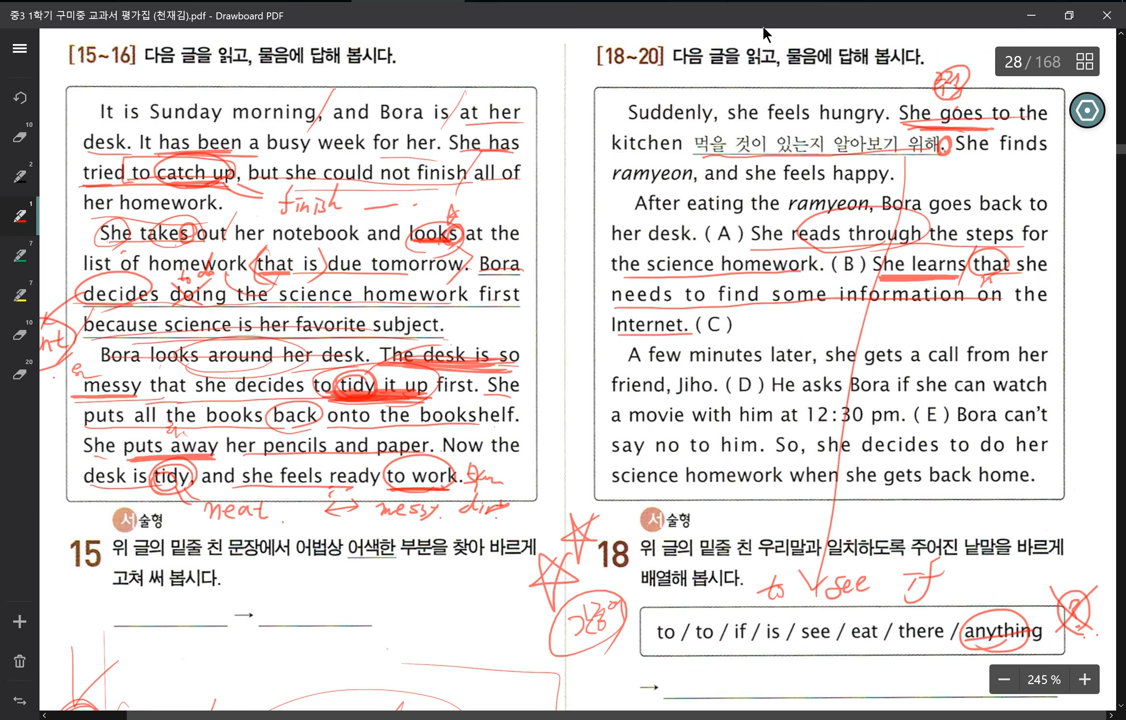 중3 1학기 구미중 교과서 평가집 (천재김).pdf - Drawboard PDF
28 / 168
[15~16] 다음 글을 읽고, 물음에 답해 봅시다.
It is Sunday morning, and Bora is at her
desk. It has been a busy week for her. She has
tried to catch up, but she could not finish all of
her homework.
finish
She takes out her notebook and looks at the
list of homework that is due tomorrow. Bora
to do
decides doing the science homework first
because science is her favorite subject.
Bora looks around her desk. The desk is so
messy that she decides to tidy it up first. She
puts all the books back onto the bookshelf.
She puts away her pencils and paper. Now the
desk is tidy, and she feels ready to work.
neat
messy
서술형
15 위 글의 밑줄 친 문장에서 어법상 어색한 부분을 찾아 바르게
고쳐 써 봅시다.
→
[18~20] 다음 글을 읽고, 물음에 답해 봅시다.
Suddenly, she feels hungry. She goes to the
kitchen 먹을 것이 있는지 알아보기 위해. She finds
ramyeon, and she feels happy.
After eating the ramyeon, Bora goes back to
her desk. ( A ) She reads through the steps for
the science homework. ( B ) She learns that she
needs to find some information on the
Internet. ( C )
A few minutes later, she gets a call from her
friend, Jiho. ( D ) He asks Bora if she can watch
a movie with him at 12:30 pm. ( E ) Bora can't
say no to him. So, she decides to do her
science homework when she gets back home.
서술형
18 위 글의 밑줄 친 우리말과 일치하도록 주어진 낱말을 바르게
배열해 봅시다.
to see if
to / to / if / is / see / eat / there / anything
→
245 %
10
2
1
7
7
10
20